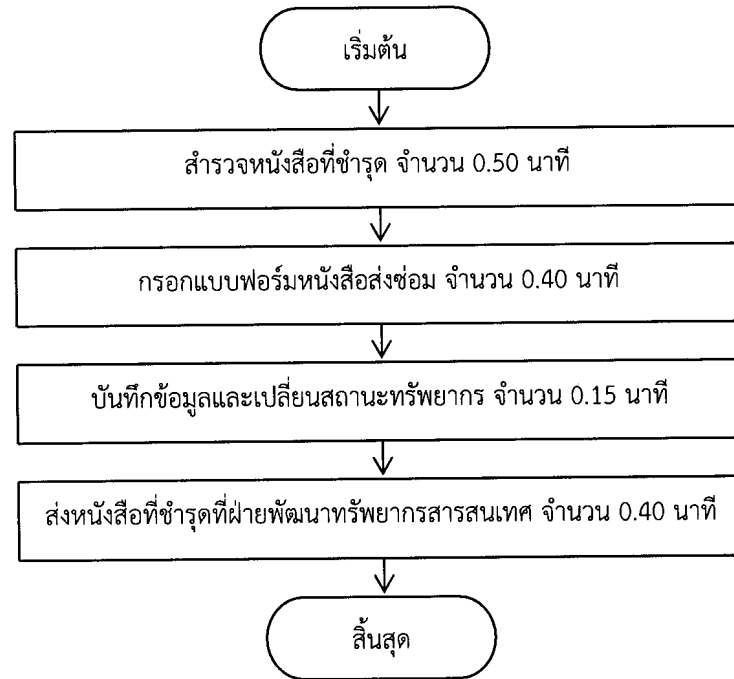 เริ่มต้น
สำรวจหนังสือที่ชำรุด จำนวน 0.50 นาที
กรอกแบบฟอร์มหนังสือส่งซ่อม จำนวน 0.40 นาที
บันทึกข้อมูลและเปลี่ยนสถานะทรัพยากร จำนวน 0.15 นาที
ส่งหนังสือที่ชำรุดที่ฝ่ายพัฒนาทรัพยากรสารสนเทศ จำนวน 0.40 นาที
สิ้นสุด